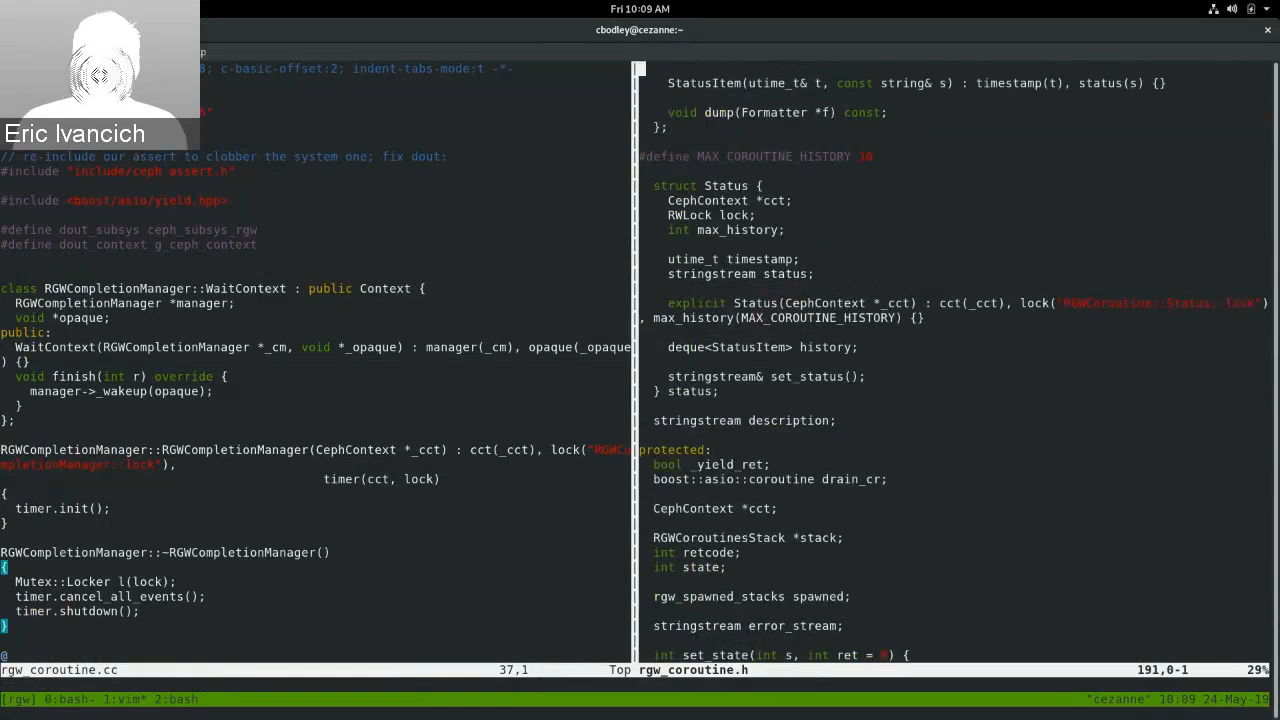 Fri 10:09 AM
cbodley@cezanne:~
p
3; c-basic-offset:2; indent-tabs-mode:t -*-
h"
Eric Ivancich
// re-include our assert to clobber the system one; fix dout:
#include "include/ceph_assert.h"
#include <boost/asio/yield.hpp>
#define dout_subsys ceph_subsys_rgw
#define dout_context g_ceph_context
class RGWCompletionManager::WaitContext : public Context {
RGWCompletionManager *manager;
void *opaque;
public:
WaitContext(RGWCompletionManager *_cm, void *_opaque) : manager(_cm), opaque(_opaque
) {}
void finish(int r) override {
manager->_wakeup(opaque);
}
};
RGWCompletionManager::RGWCompletionManager(CephContext *_cct) : cct(_cct), lock("RGWCo
mpletionManager::lock"),
timer(cct, lock)
{
timer.init();
}
RGWCompletionManager::~RGWCompletionManager()
{
Mutex::Locker l(lock);
timer.cancel_all_events();
timer.shutdown();
}
@
rgw_coroutine.cc 37,1 Top
StatusItem(utime_t& t, const string& s) : timestamp(t), status(s) {}
void dump(Formatter *f) const;
};
#define MAX_COROUTINE_HISTORY 10
struct Status {
CephContext *cct;
RWLock lock;
int max_history;
utime_t timestamp;
stringstream status;
explicit Status(CephContext *_cct) : cct(_cct), lock("RGWCoroutine::Status::lock")
, max_history(MAX_COROUTINE_HISTORY) {}
deque<StatusItem> history;
stringstream& set_status();
} status;
stringstream description;
protected:
bool _yield_ret;
boost::asio::coroutine drain_cr;
CephContext *cct;
RGWCoroutinesStack *stack;
int retcode;
int state;
rgw_spawned_stacks spawned;
stringstream error_stream;
int set_state(int s, int ret = 0) {
rgw_coroutine.h 191,0-1 29%
[rgw] 0:bash- 1:vim* 2:bash "cezanne" 10:09 24-May-19